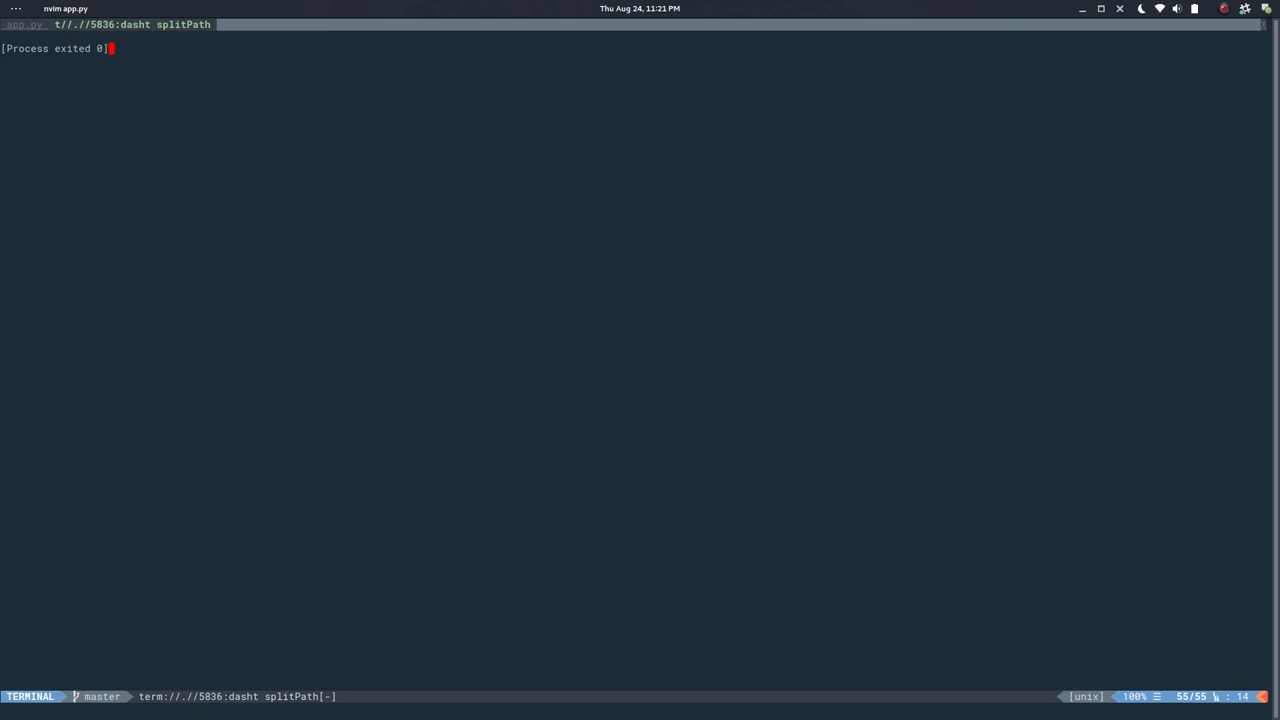 nvim app.py
Thu Aug 24, 11:21 PM
app.py t//.//5836:dasht splitPath X
[Process exited 0]
TERMINAL master term://.//5836:dasht splitPath[-] [unix] 100% ☰ 55/55 ㏑ : 14